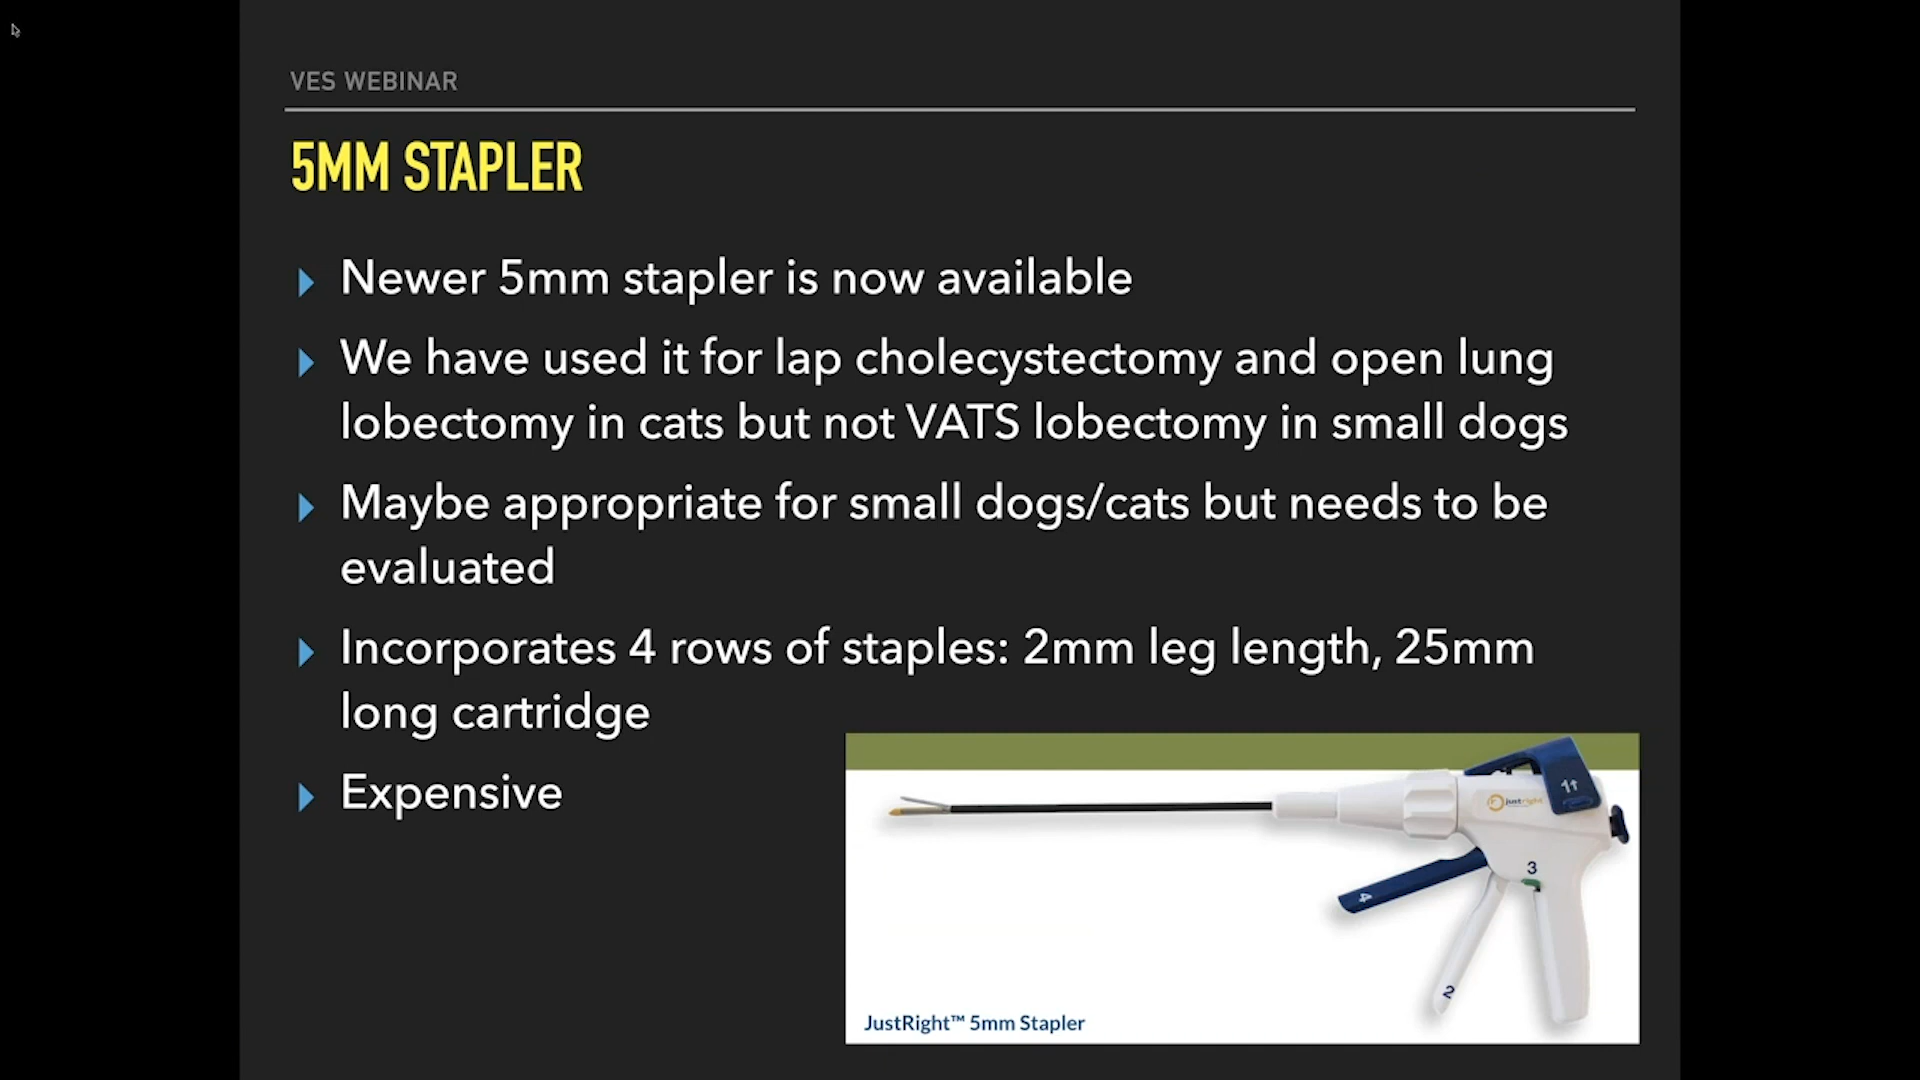 VES WEBINAR
5MM STAPLER
Newer 5mm stapler is now available
We have used it for lap cholecystectomy and open lung
lobectomy in cats but not VATS lobectomy in small dogs
Maybe appropriate for small dogs/cats but needs to be
evaluated
Incorporates 4 rows of staples: 2mm leg length, 25mm
long cartridge
Expensive
1↑
justright
3
4
2
JustRight™ 5mm Stapler